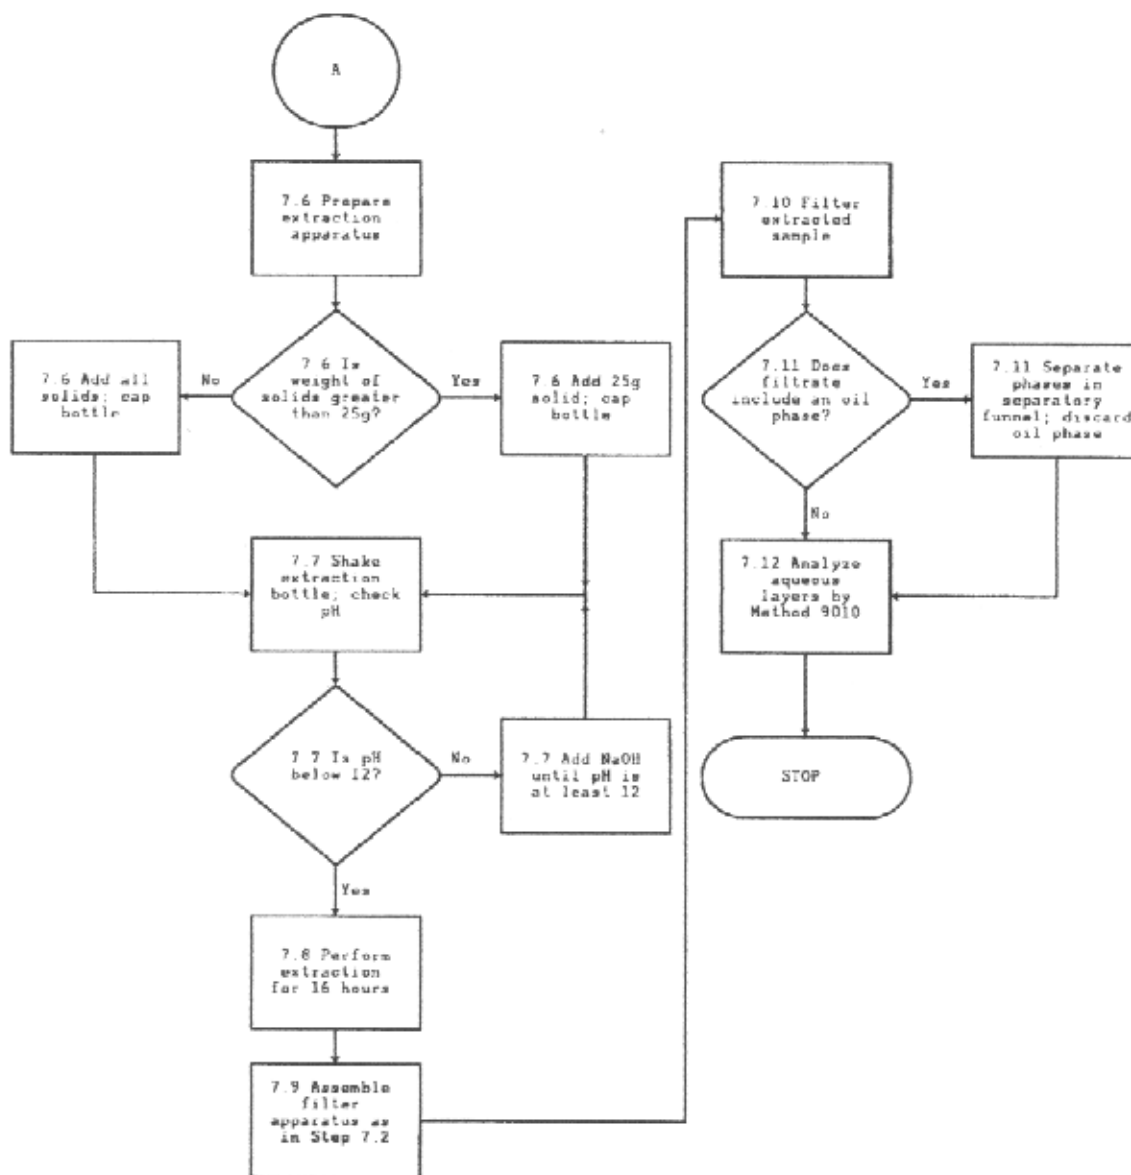 A
7.6 Prepare
extraction
apparatus
7.6 Is
weight of
solids greater
than 25g?
No
Yes
7.6 Add all
solids; cap
bottle
7.6 Add 25g
solid; cap
bottle
7.7 Shake
extraction
bottle; check
pH
7.7 Is pH
below 12?
No
7.7 Add NaOH
until pH is
at least 12
Yes
7.8 Perform
extraction
for 16 hours
7.9 Assemble
filter
apparatus as
in Step 7.2
7.10 Filter
extracted
sample
7.11 Does
filtrate
include an oil
phase?
Yes
7.11 Separate
phases in
separatory
funnel; discard
oil phase
No
7.12 Analyze
aqueous
layers by
Method 9010
STOP